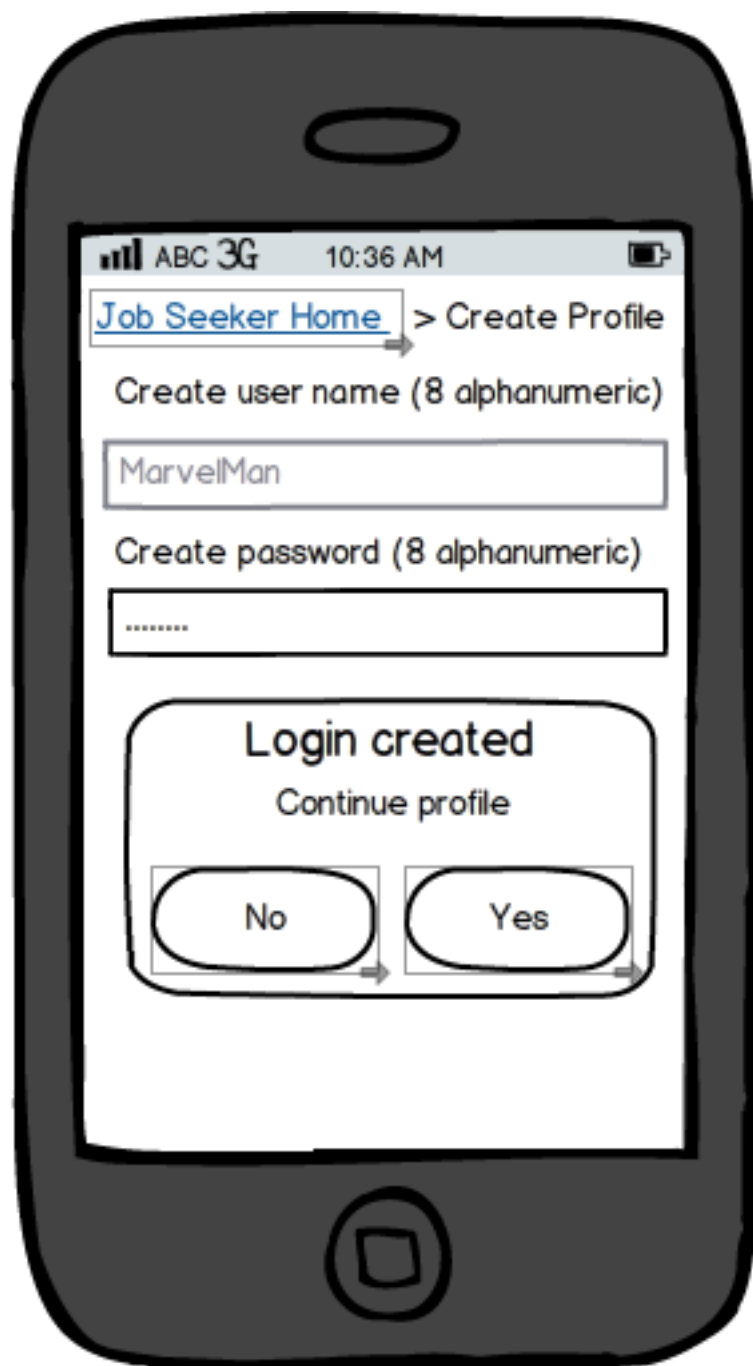 ABC 3G 10:36 AM
Job Seeker Home > Create Profile
Create user name (8 alphanumeric)
MarvelMan
Create password (8 alphanumeric)
........
Login created
Continue profile
No Yes